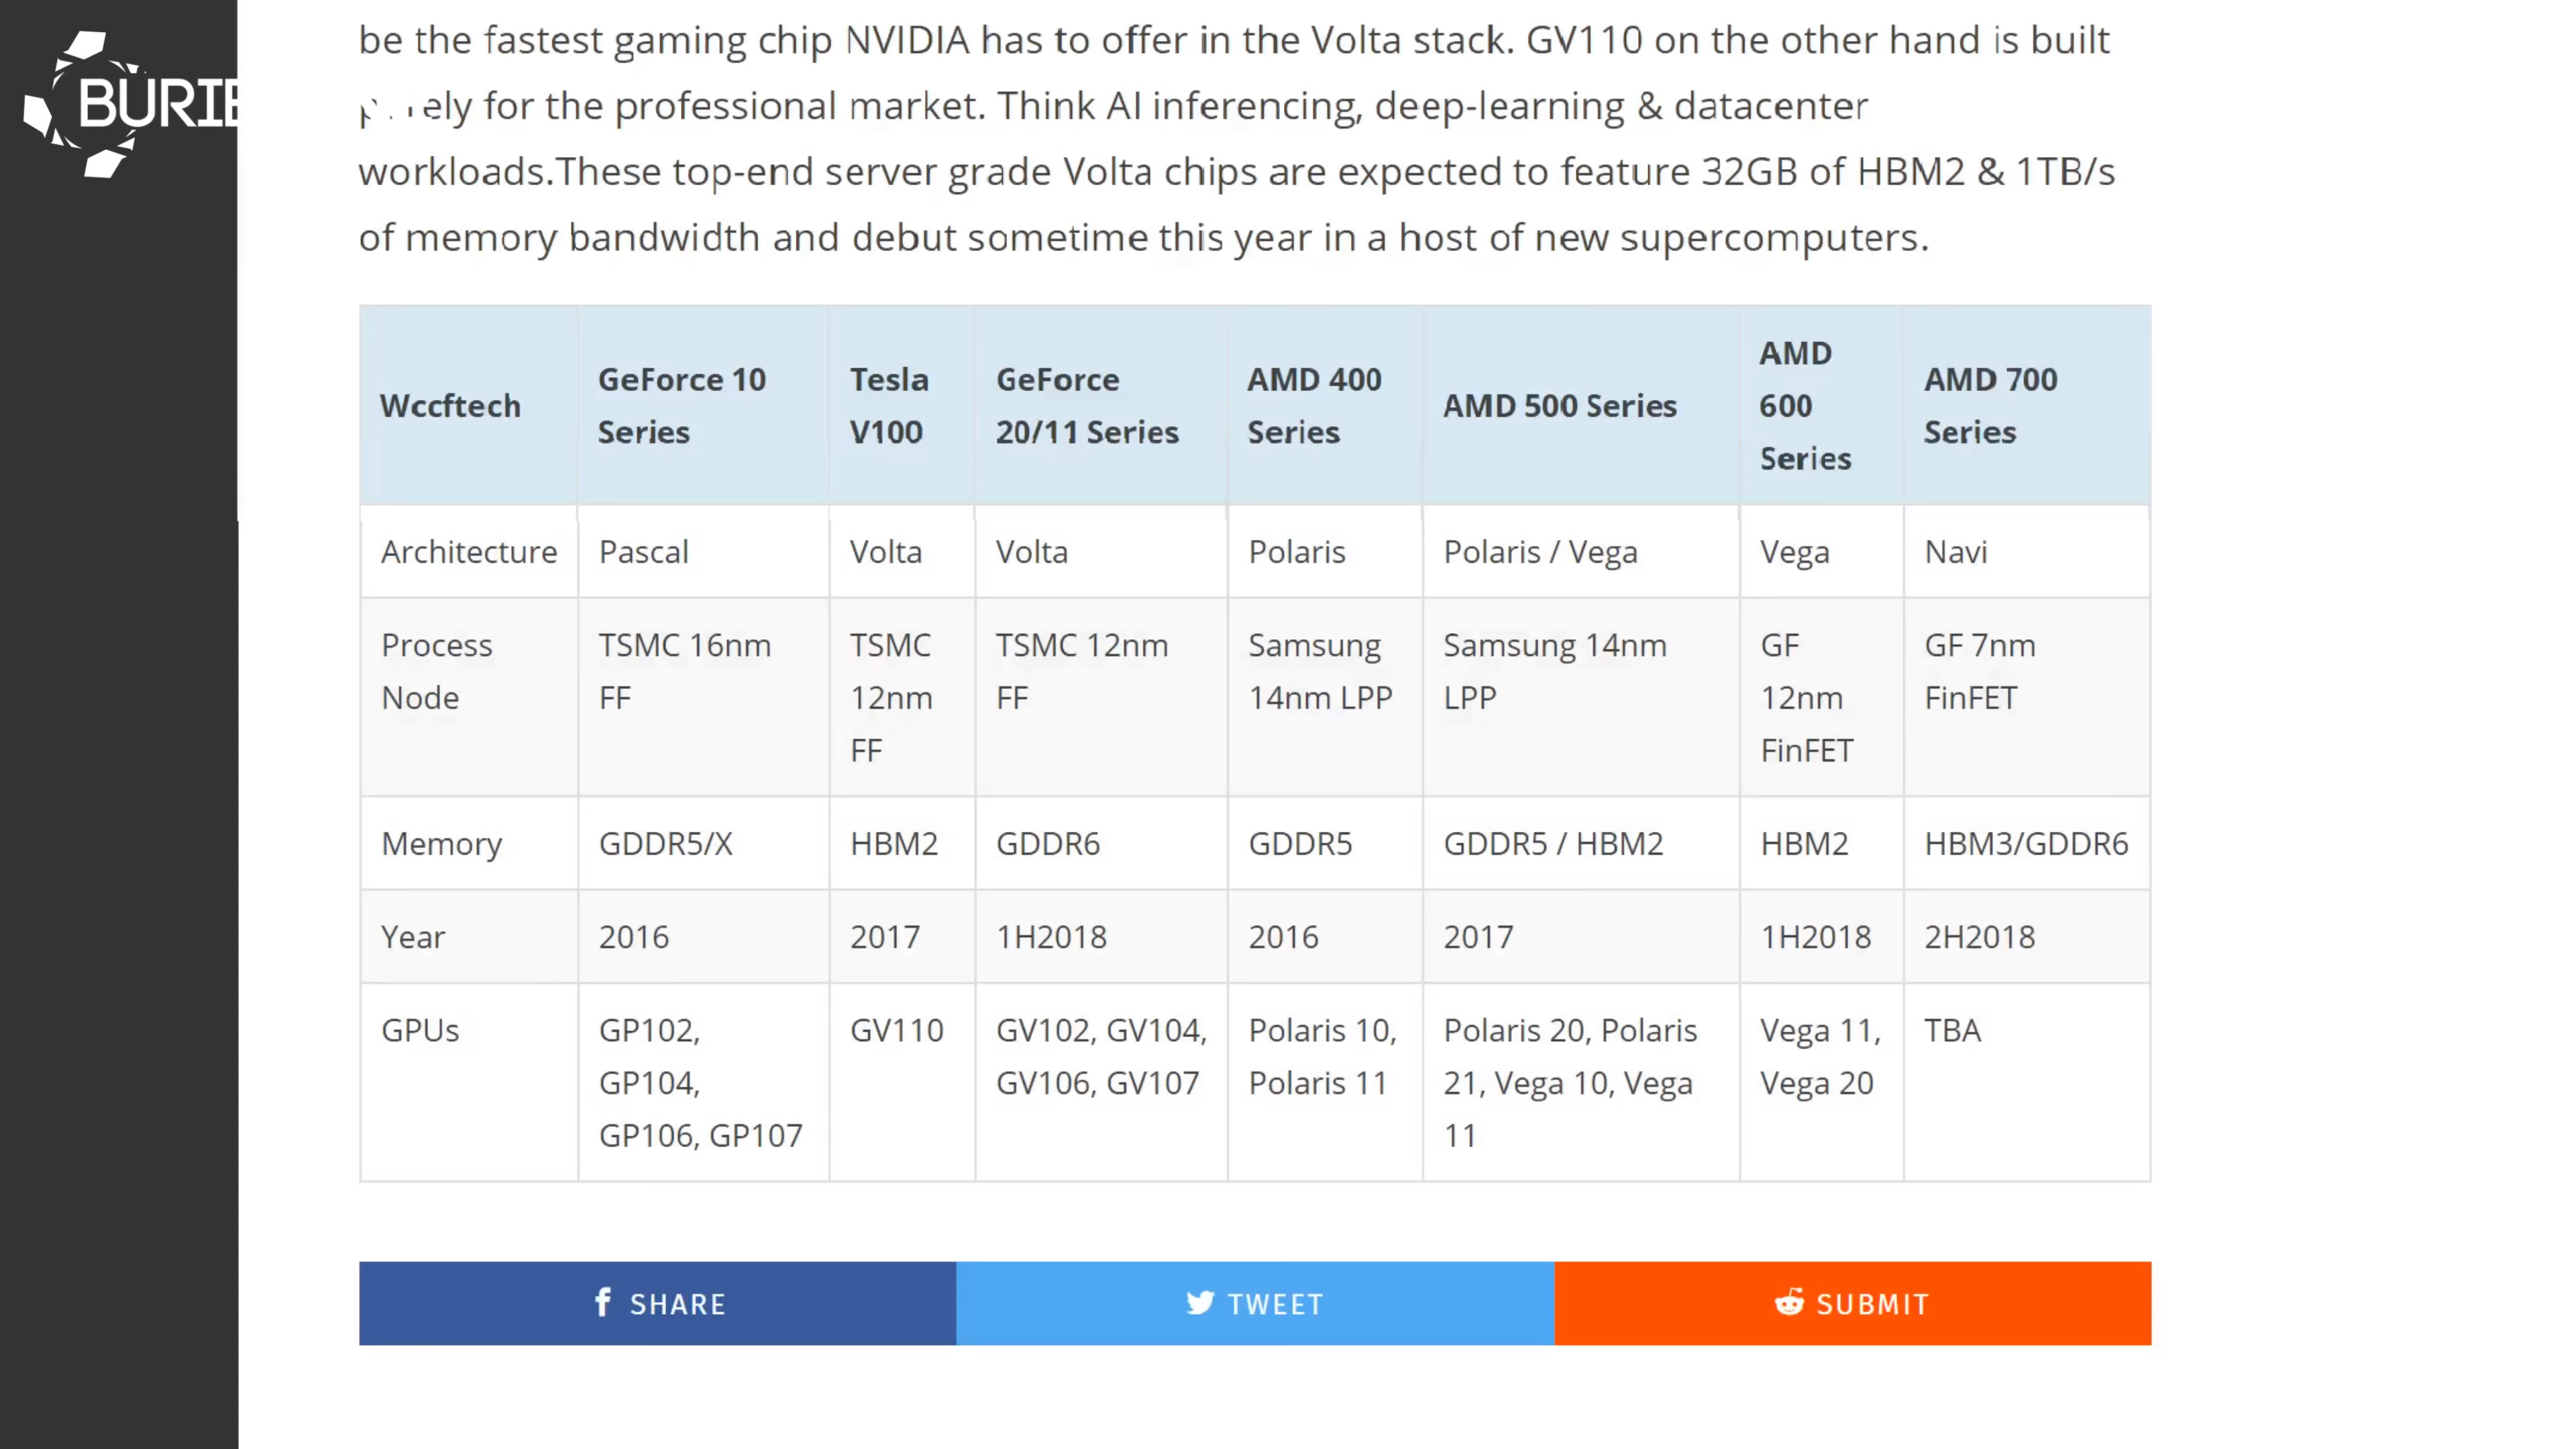 BURIE
be the fastest gaming chip NVIDIA has to offer in the Volta stack. GV110 on the other hand is built
for the professional market. Think AI inferencing, deep-learning & datacenter
workloads.These top-end server grade Volta chips are expected to feature 32GB of HBM2 & 1TB/s
of memory bandwidth and debut sometime this year in a host of new supercomputers.
Wccftech
GeForce 10
Series
Tesla
V100
GeForce
20/11 Series
AMD 400
Series
AMD 500 Series
AMD
600
Series
AMD 700
Series
Architecture
Pascal
Volta
Volta
Polaris
Polaris / Vega
Vega
Navi
Process
Node
TSMC 16nm
FF
TSMC
12nm
FF
TSMC 12nm
FF
Samsung
14nm LPP
Samsung 14nm
LPP
GF
12nm
FinFET
GF 7nm
FinFET
Memory
GDDR5/X
HBM2
GDDR6
GDDR5
GDDR5 / HBM2
HBM2
HBM3/GDDR6
Year
2016
2017
1H2018
2016
2017
1H2018
2H2018
GPUs
GP102,
GP104,
GP106, GP107
GV110
GV102, GV104,
GV106, GV107
Polaris 10,
Polaris 11
Polaris 20, Polaris
21, Vega 10, Vega
11
Vega 11,
Vega 20
TBA
SHARE
TWEET
SUBMIT